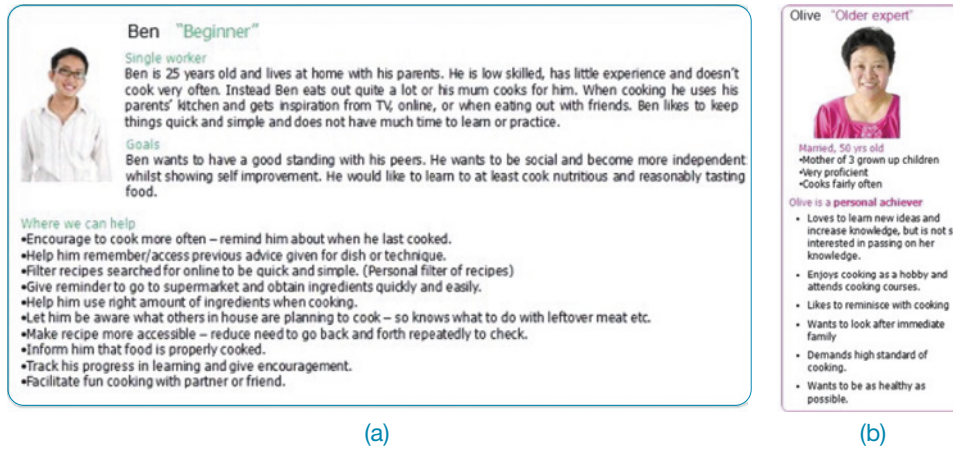 Ben "Beginner"
Single worker
Ben is 25 years old and lives at home with his parents. He is low skilled, has little experience and doesn't
cook very often. Instead Ben eats out quite a lot or his mum cooks for him. When cooking he uses his
parents' kitchen and gets inspiration from TV, online, or when eating out with friends. Ben likes to keep
things quick and simple and does not have much time to learn or practice.
Goals
Ben wants to have a good standing with his peers. He wants to be social and become more independent
whilst showing self improvement. He would like to learn to at least cook nutritious and reasonably tasting
food.
Where we can help
•Encourage to cook more often – remind him about when he last cooked.
•Help him remember/access previous advice given for dish or technique.
•Filter recipes searched for online to be quick and simple. (Personal filter of recipes)
•Give reminder to go to supermarket and obtain ingredients quickly and easily.
•Help him use right amount of ingredients when cooking.
•Let him be aware what others in house are planning to cook – so knows what to do with leftover meat etc.
•Make recipe more accessible – reduce need to go back and forth repeatedly to check.
•Inform him that food is properly cooked.
•Track his progress in learning and give encouragement.
•Facilitate fun cooking with partner or friend.
(a)
Olive "Older expert"
Married, 50 yrs old
•Mother of 3 grown up children
•Very proficient
•Cooks fairly often
Olive is a personal achiever
• Loves to learn new ideas and
increase knowledge, but is not s
interested in passing on her
knowledge.
• Enjoys cooking as a hobby and
attends cooking courses.
• Likes to reminisce with cooking
• Wants to look after immediate
family
• Demands high standard of
cooking.
• Wants to be as healthy as
possible.
(b)